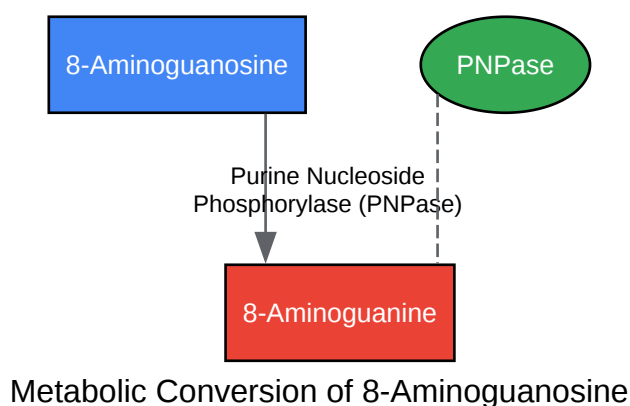 8-Aminoguanosine
PNPase
Purine Nucleoside
Phosphorylase (PNPase)
8-Aminoguanine
Metabolic Conversion of 8-Aminoguanosine